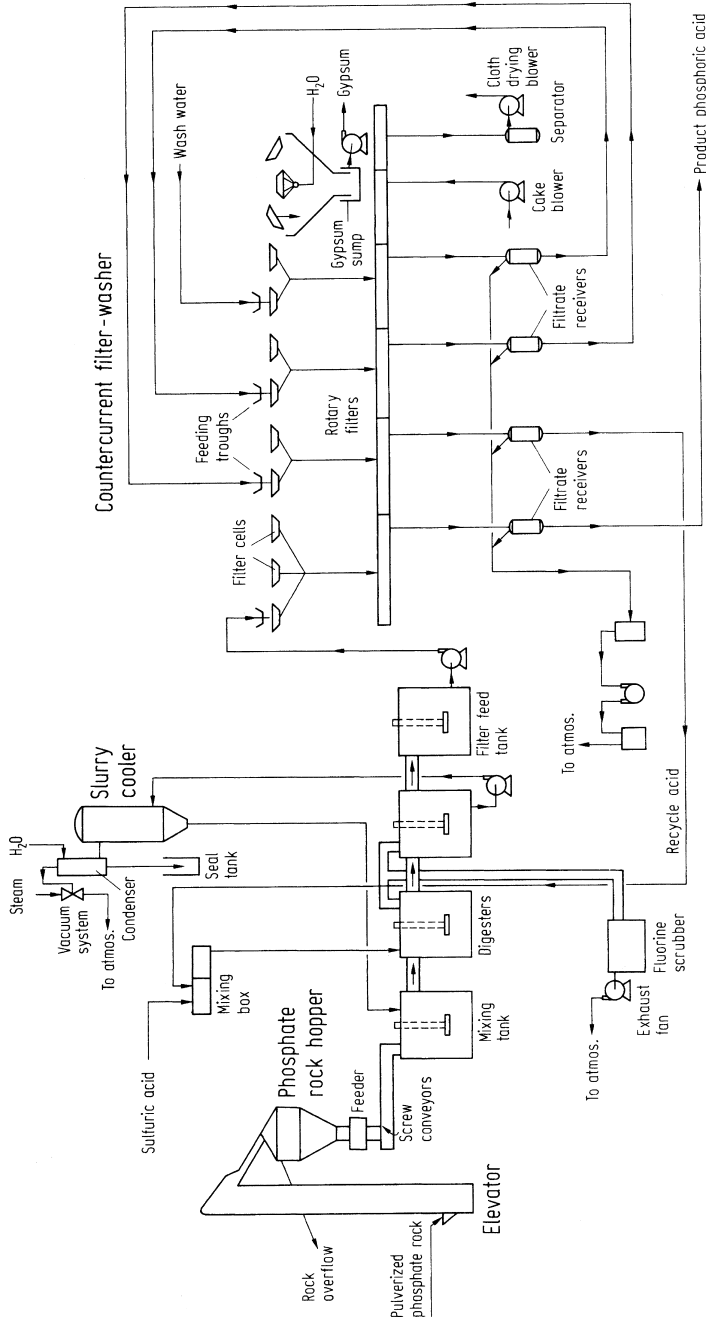 Countercurrent filter-washer
Wash water
H₂O
Gypsum
Gypsum
sump
Feeding
troughs
Filter cells
Rotary
filters
Cloth
drying
blower
Separator
Cake
blower
Filtrate
receivers
Filtrate
receivers
Product phosphoric acid
Recycle acid
To atmos.
Slurry
cooler
H₂O
Steam
Vacuum
system
To atmos.
Condenser
Seal
tank
Filter feed
tank
Sulfuric acid
Mixing
box
Digesters
Mixing
tank
Fluorine
scrubber
Exhaust
fan
To atmos.
Phosphate
rock hopper
Feeder
Screw
conveyors
Elevator
Rock
overflow
Pulverized
phosphate rock